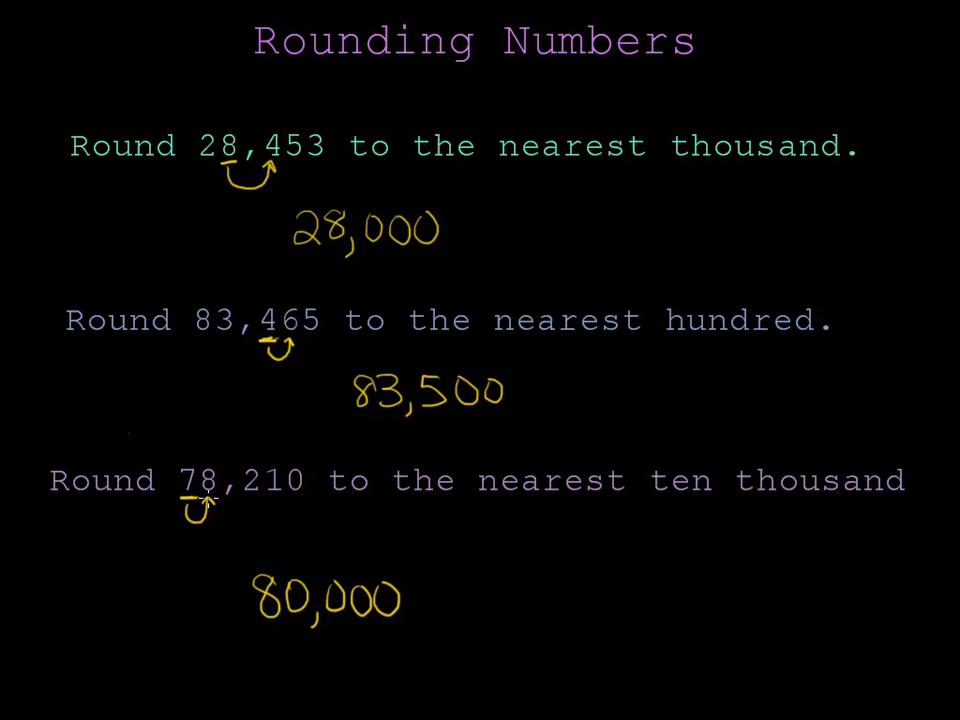 Rounding Numbers
Round 28,453 to the nearest thousand.
28,000
Round 83,465 to the nearest hundred.
83,500
Round 78,210 to the nearest ten thousand
80,000